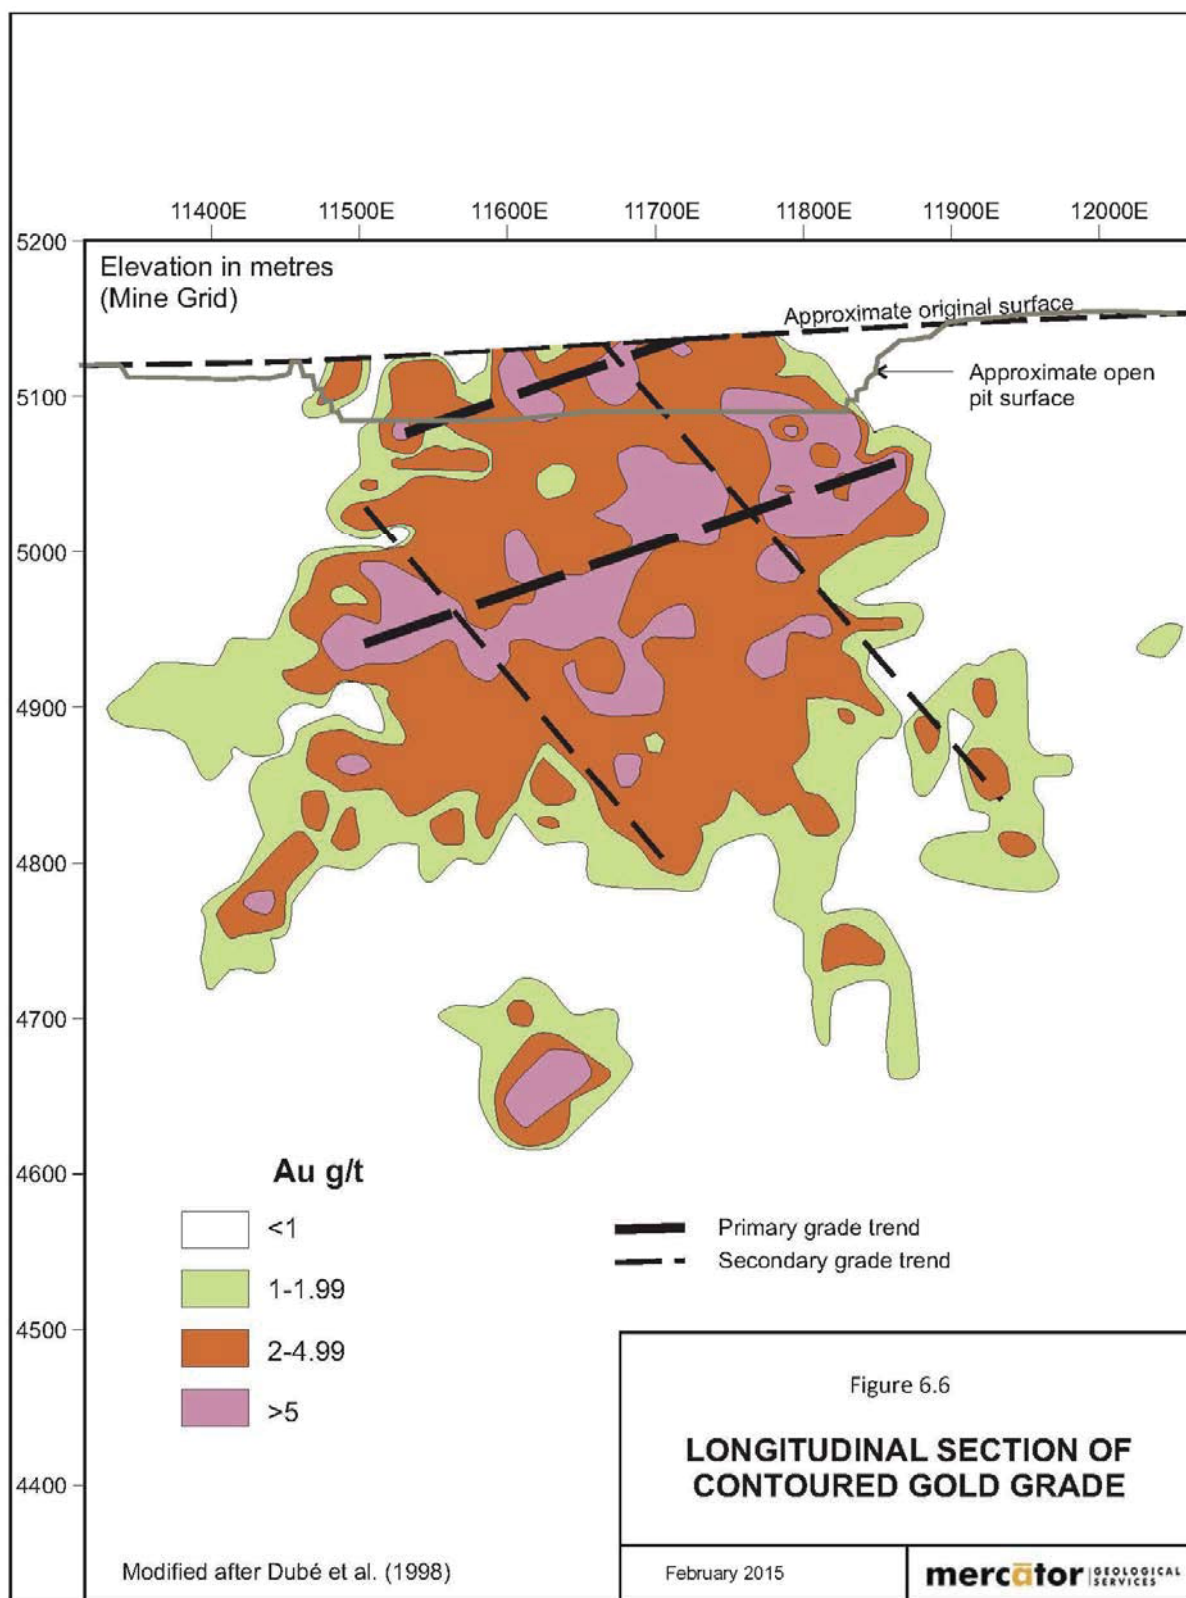 11400E 11500E 11600E 11700E 11800E 11900E 12000E
5200
Elevation in metres
(Mine Grid)
Approximate original surface
Approximate open
pit surface
5100
5000
4900
4800
4700
4600
4500
4400
Au g/t
<1
1-1.99
2-4.99
>5
Primary grade trend
Secondary grade trend
Figure 6.6
LONGITUDINAL SECTION OF
CONTOURED GOLD GRADE
Modified after Dubé et al. (1998)
February 2015
mercātor GEOLOGICAL
SERVICES